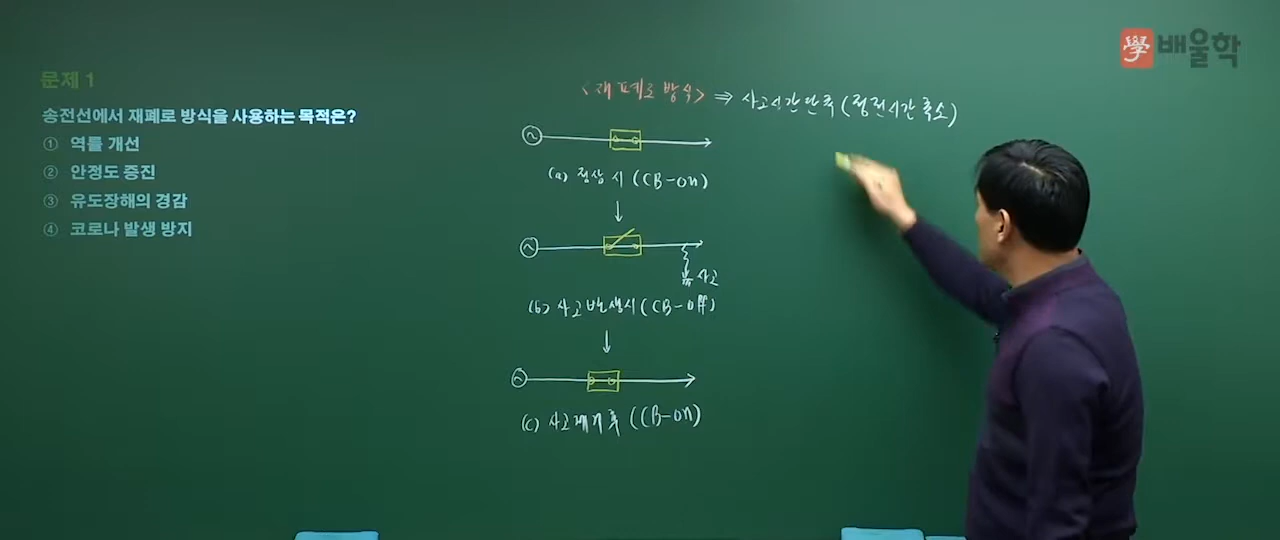 學 배울학
문제 1
송전선에서 재폐로 방식을 사용하는 목적은?
① 역률 개선
② 안정도 증진
③ 유도장해의 경감
④ 코로나 발생 방지
<재폐로 방식> ⇒ 사고시간단축(정전시간축소)
(a) 정상 시 (CB-on)
사고
(b) 사고발생시 (CB-off)
(c) 사고제거 후 (CB-on)